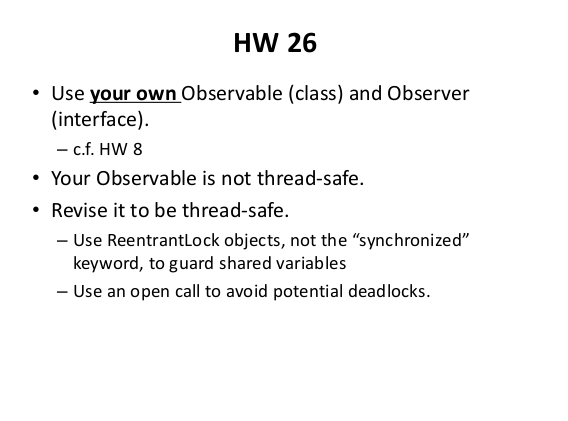 HW 26
• Use your own Observable (class) and Observer
(interface).
– c.f. HW 8
• Your Observable is not thread-safe.
• Revise it to be thread-safe.
– Use ReentrantLock objects, not the “synchronized”
keyword, to guard shared variables
– Use an open call to avoid potential deadlocks.